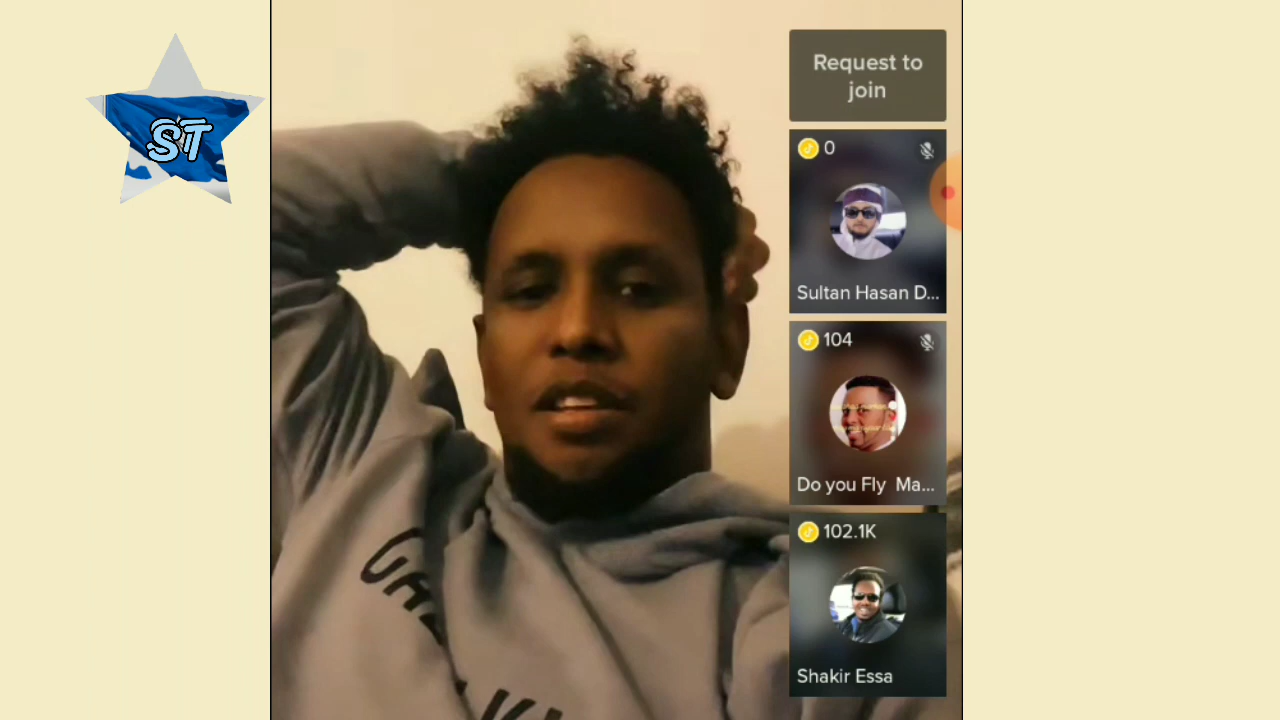 ST
Request to
join
0
Sultan Hasan D...
104
Do you Fly Ma...
102.1K
Shakir Essa